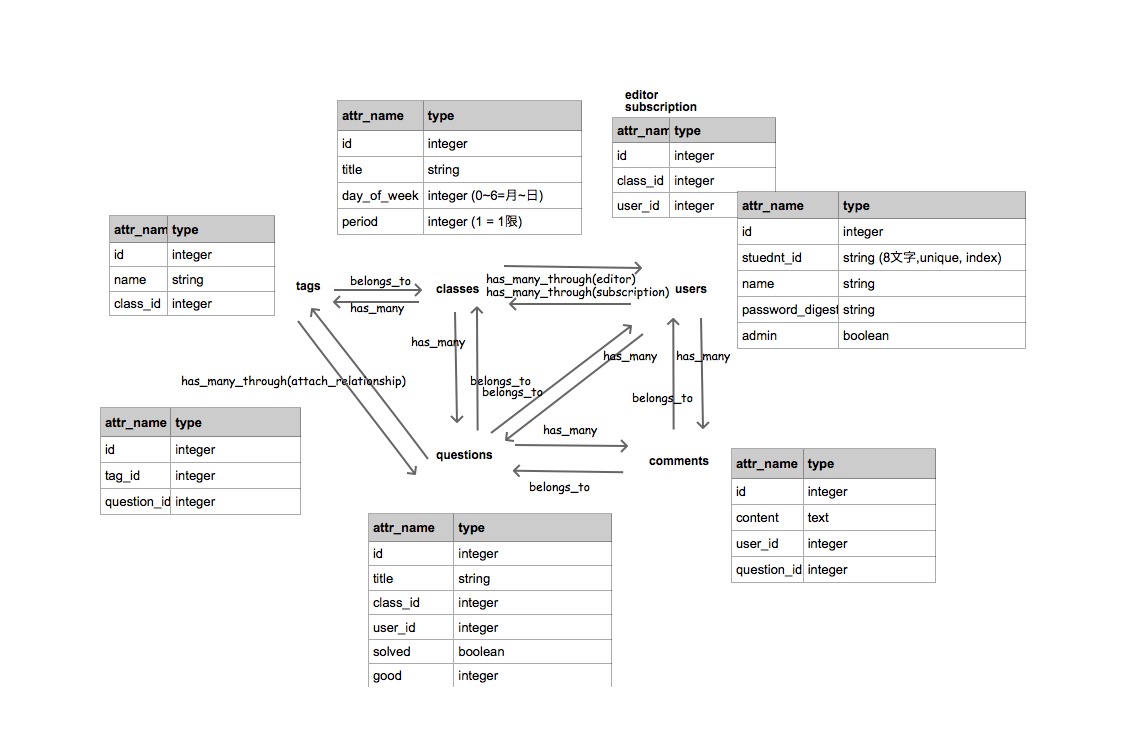 editor
subscription
attr_name type
id integer
title string
day_of_week integer (0~6=月~日)
period integer (1 = 1限)
attr_nam type
id integer
class_id integer
user_id integer
attr_name type
id integer
stuednt_id string (8文字,unique, index)
name string
password_digest string
admin boolean
attr_nam type
id integer
name string
class_id integer
tags
belongs_to
has_many
classes
has_many_through(editor)
has_many_through(subscription)
users
has_many
belongs_to
belongs_to
has_many
has_many
belongs_to
has_many_through(attach_relationship)
attr_name type
id integer
tag_id integer
question_id integer
questions
has_many
belongs_to
comments
attr_name type
id integer
content text
user_id integer
question_id integer
attr_name type
id integer
title string
class_id integer
user_id integer
solved boolean
good integer